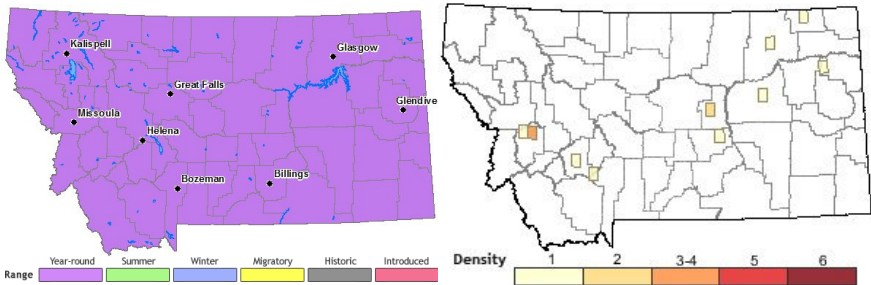 Kalispell
Glasgow
Great Falls
Glendive
Missoula
Helena
Bozeman
Billings
Range Year-round Summer Winter Migratory Historic Introduced
Density 1 2 3-4 5 6